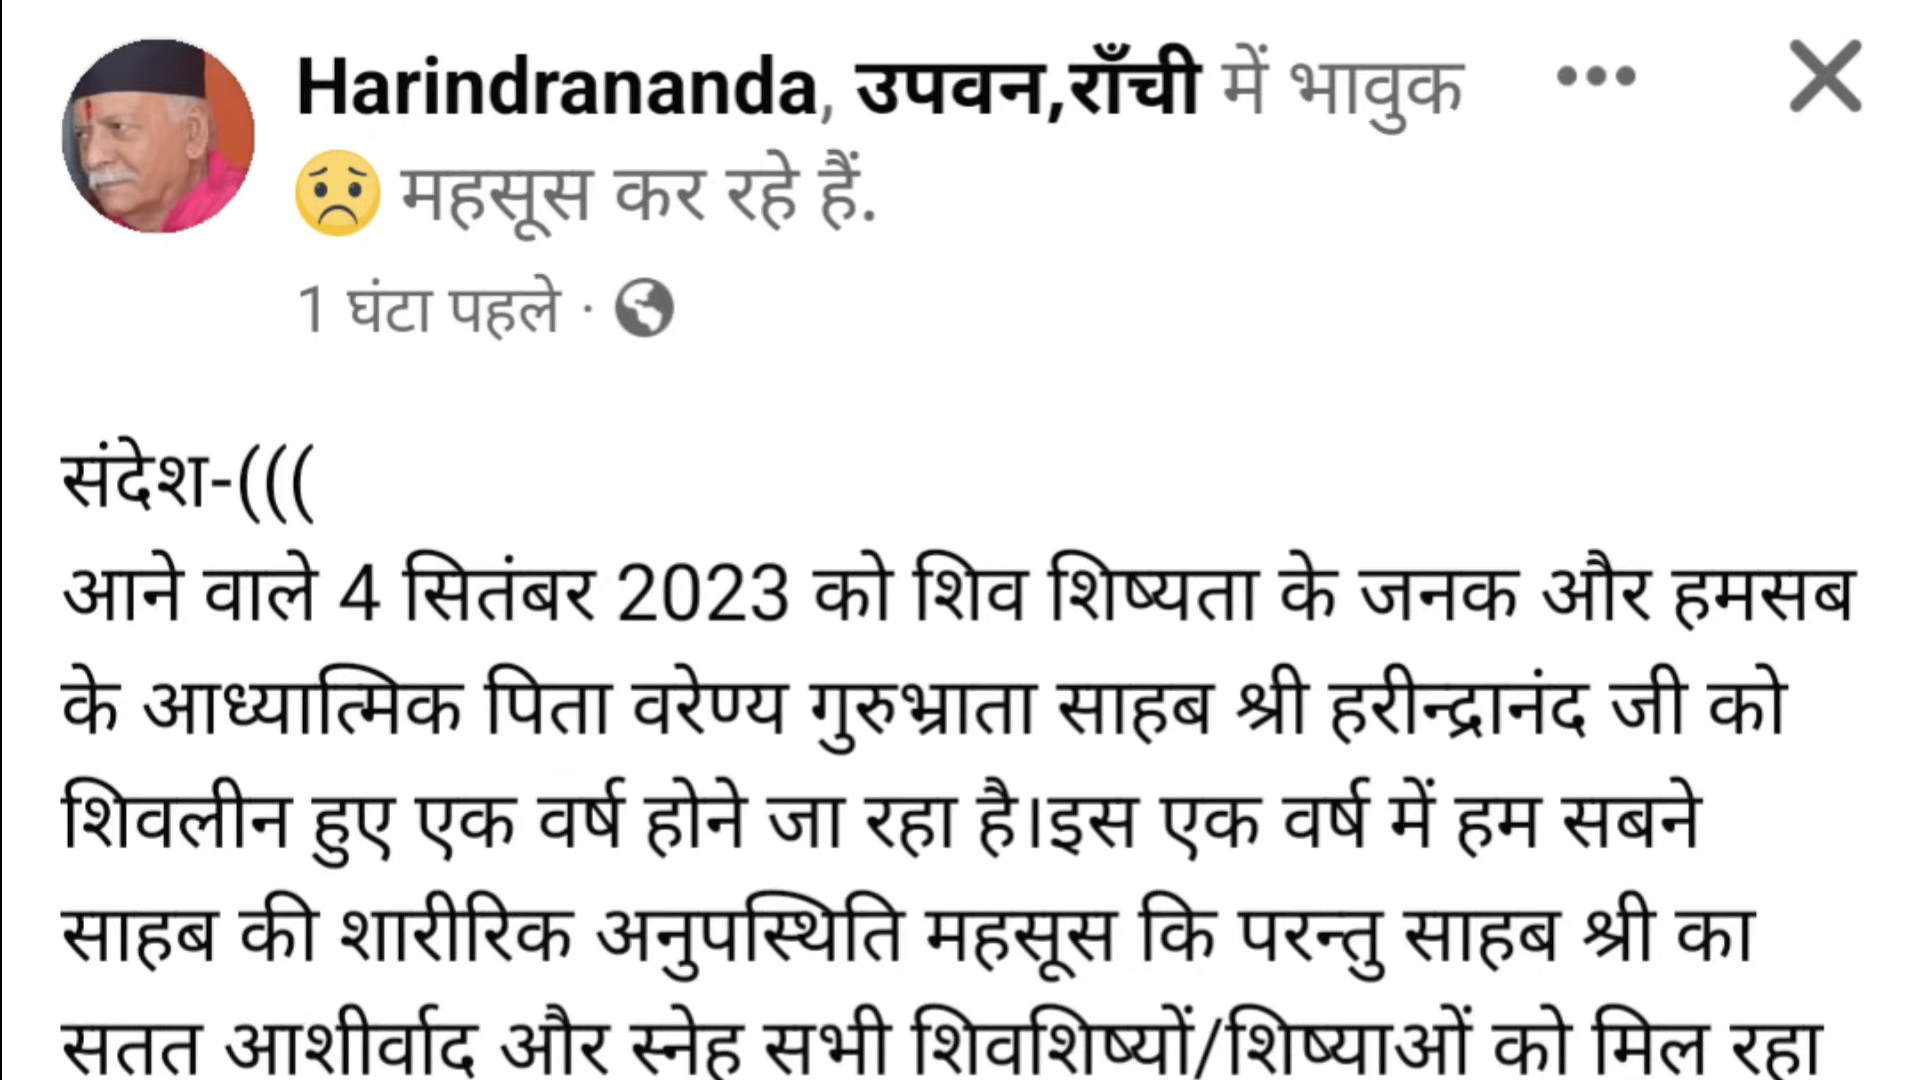 Harindrananda, उपवन,राँची में भावुक
महसूस कर रहे हैं.
1 घंटा पहले ·
संदेश-(((
आने वाले 4 सितंबर 2023 को शिव शिष्यता के जनक और हमसब
के आध्यात्मिक पिता वरेण्य गुरुभ्राता साहब श्री हरीन्द्रानंद जी को
शिवलीन हुए एक वर्ष होने जा रहा है।इस एक वर्ष में हम सबने
साहब की शारीरिक अनुपस्थिति महसूस कि परन्तु साहब श्री का
सतत आशीर्वाद और स्नेह सभी शिवशिष्यों/शिष्याओं को मिल रहा